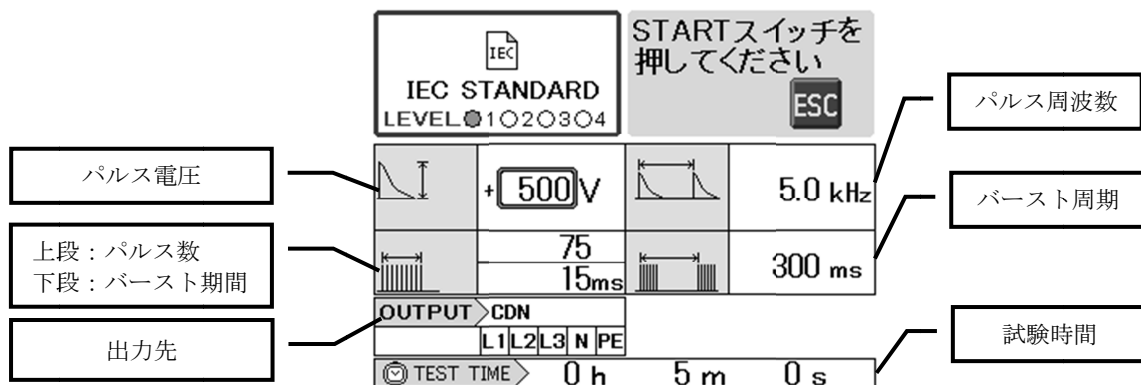 IEC
IEC STANDARD
LEVEL●1○2○3○4
STARTスイッチを
押してください
ESC
パルス周波数
パルス電圧
+500V
5.0 kHz
バースト周期
上段：パルス数
下段：バースト期間
75
15ms
300 ms
OUTPUT CDN
L1 L2 L3 N PE
出力先
試験時間
TEST TIME 0 h 5 m 0 s